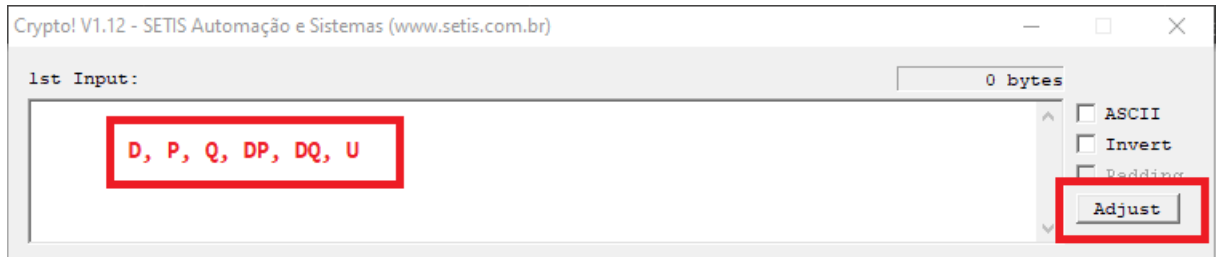 Crypto! V1.12 - SETIS Automação e Sistemas (www.setis.com.br)
1st Input:
0 bytes
D, P, Q, DP, DQ, U
ASCII
Invert
Padding
Adjust